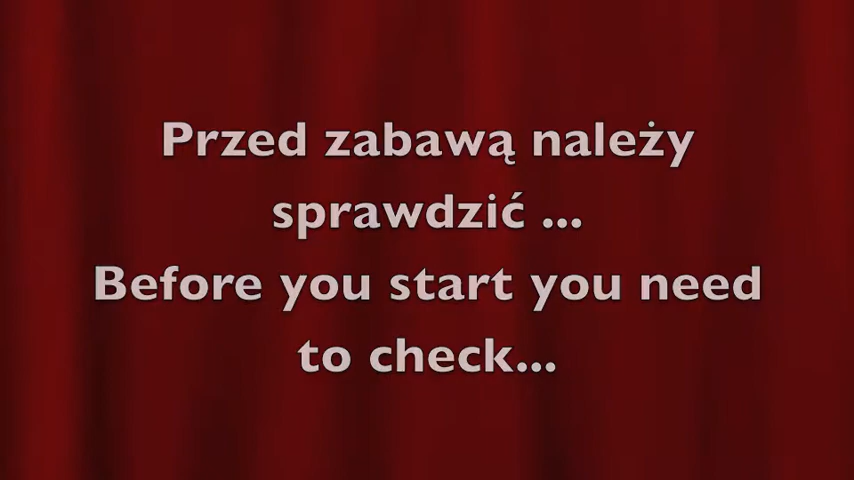 Przed zabawą należy
sprawdzić ...
Before you start you need
to check...